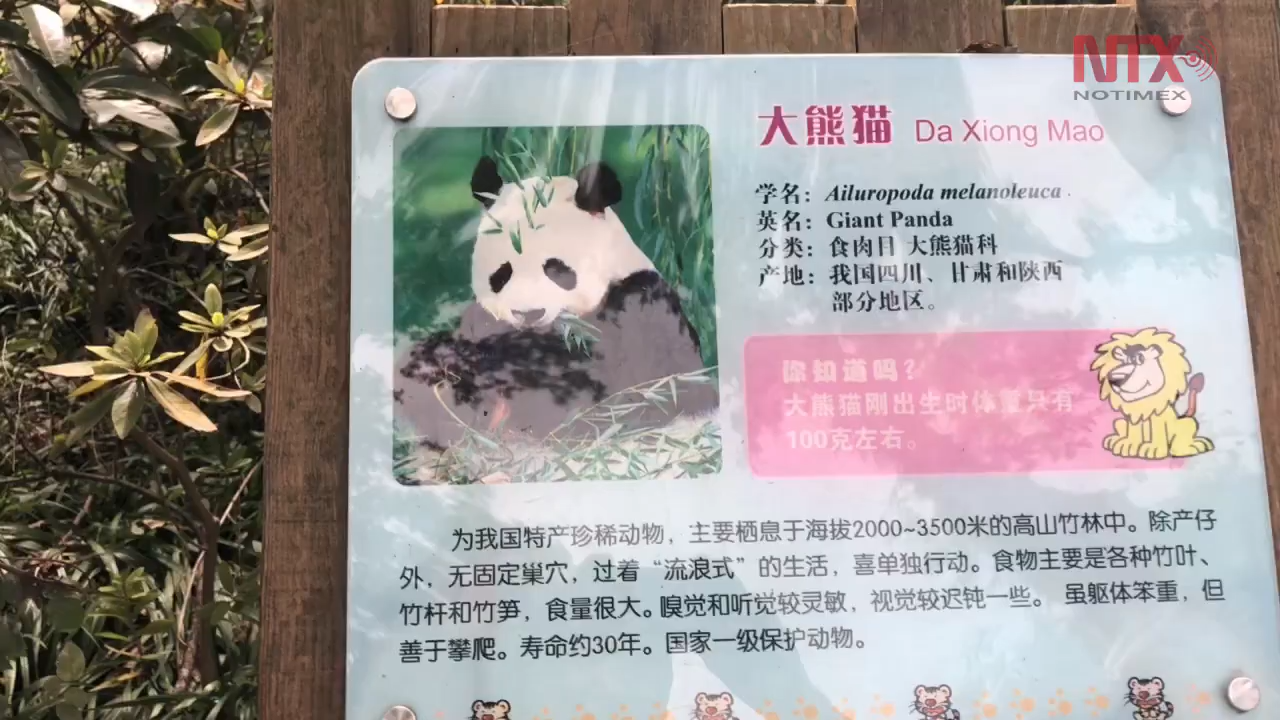 NTX
NOTIMEX
大熊猫 Da Xiong Mao
学名：Ailuropoda melanoleuca
英名：Giant Panda
分类：食肉目 大熊猫科
产地：我国四川、甘肃和陕西
部分地区。
你知道吗？
大熊猫刚出生时体重只有
100克左右。
为我国特产珍稀动物，主要栖息于海拔2000~3500米的高山竹林中。除产仔
外，无固定巢穴，过着“流浪式”的生活，喜单独行动。食物主要是各种竹叶、
竹杆和竹笋，食量很大。嗅觉和听觉较灵敏，视觉较迟钝一些。 虽躯体笨重，但
善于攀爬。寿命约30年。国家一级保护动物。